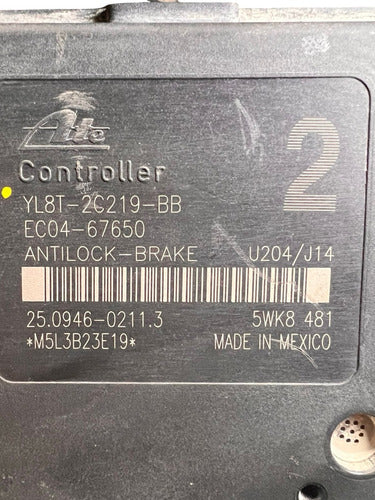 Ate
Controller
2
YL8T-2C219-BB
EC04-67650
ANTILOCK-BRAKE U204/J14
25.0946-0211.3 5WK8 481
*M5L3B23E19* MADE IN MEXICO